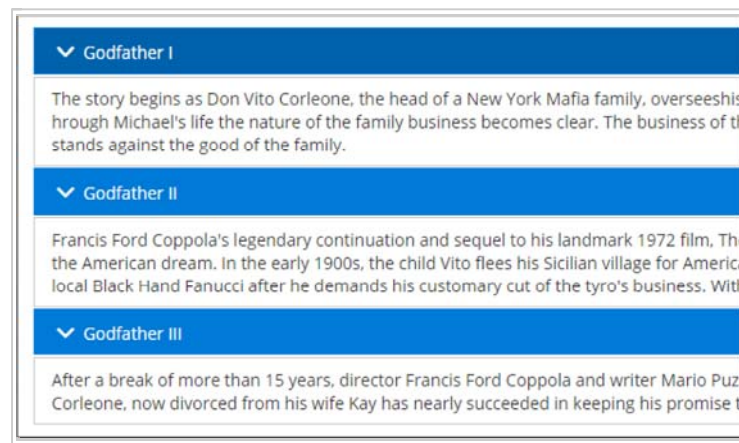 Godfather I
The story begins as Don Vito Corleone, the head of a New York Mafia family, overseeshis
hrough Michael's life the nature of the family business becomes clear. The business of
stands against the good of the family.
Godfather II
Francis Ford Coppola's legendary continuation and sequel to his landmark 1972 film,
the American dream. In the early 1900s, the child Vito flees his Sicilian village for
local Black Hand Fanucci after he demands his customary cut of the tyro's business.
Godfather III
After a break of more than 15 years, director Francis Ford Coppola and writer Mario
Corleone, now divorced from his wife Kay has nearly succeeded in keeping his promise